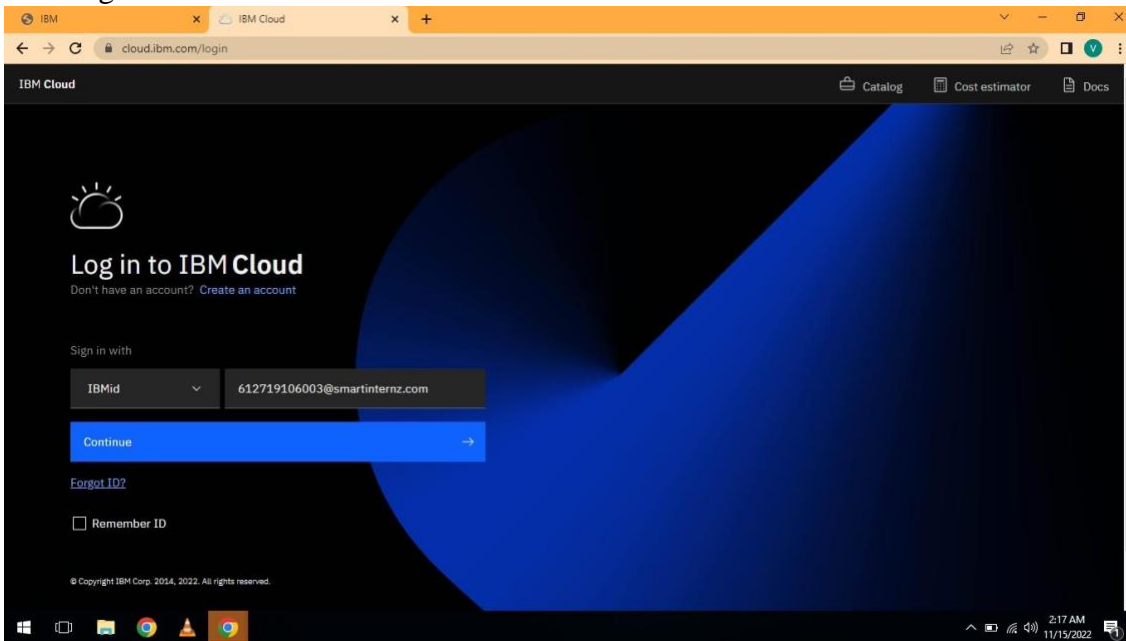 IBM
IBM Cloud
cloud.ibm.com/login
V
IBM Cloud
Catalog
Cost estimator
Docs
Log in to IBM Cloud
Don't have an account? Create an account
Sign in with
IBMid
612719106003@smartinternz.com
Continue
Forgot ID?
Remember ID
© Copyright IBM Corp. 2014, 2022. All rights reserved.
2:17 AM
11/15/2022
1